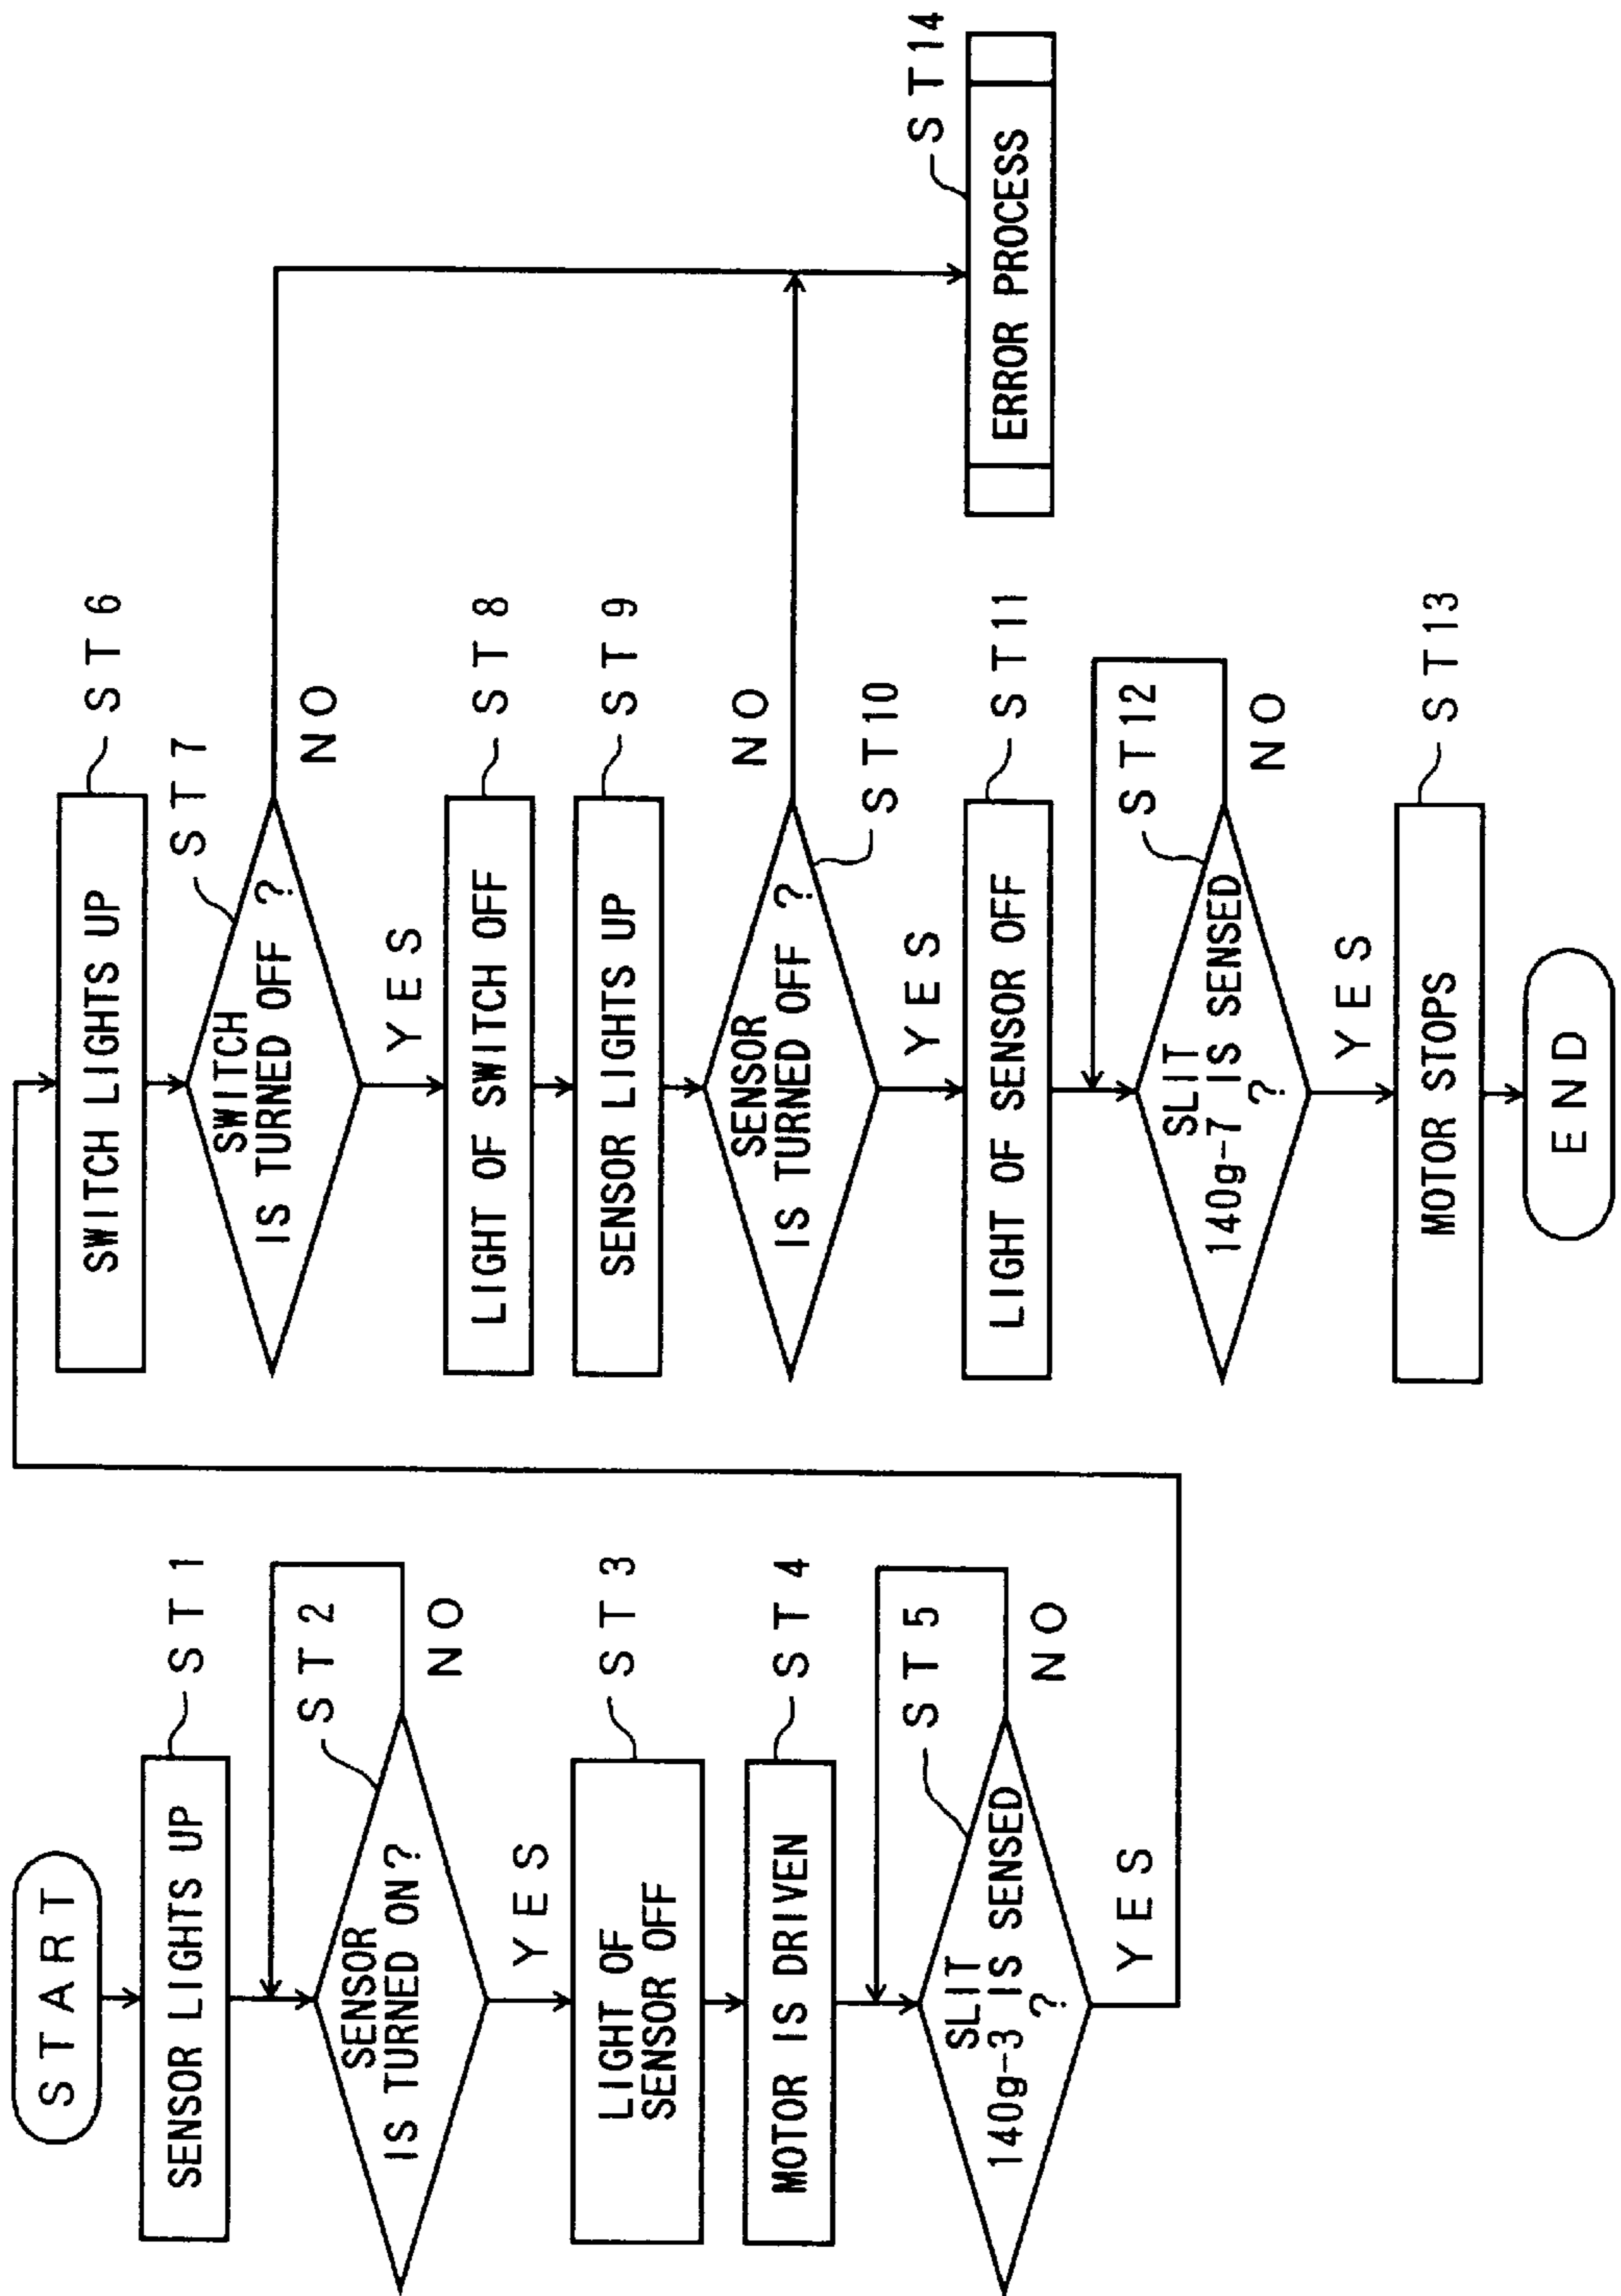 START
SENSOR LIGHTS UP
ST1
SENSOR
IS TURNED ON?
ST2
NO
YES
LIGHT OF
SENSOR OFF
ST3
MOTOR IS DRIVEN
ST4
SLIT
140g-3 IS SENSED
?
ST5
NO
YES
SWITCH LIGHTS UP
ST6
SWITCH
IS TURNED OFF ?
ST7
NO
YES
LIGHT OF SWITCH OFF
ST8
SENSOR LIGHTS UP
ST9
SENSOR
IS TURNED OFF ?
ST10
NO
YES
LIGHT OF SENSOR OFF
ST11
SLIT
140g-7 IS SENSED
?
ST12
NO
YES
MOTOR STOPS
ST13
END
ERROR PROCESS
ST14